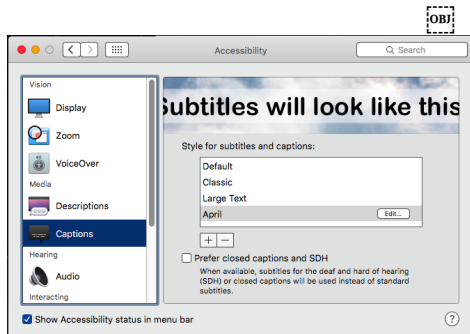 OBJ
Accessibility
Search
Vision
Display
Zoom
VoiceOver
Media
Descriptions
Captions
Hearing
Audio
Interacting
Subtitles will look like this
Style for subtitles and captions:
Default
Classic
Large Text
April
Edit...
+ −
Prefer closed captions and SDH
When available, subtitles for the deaf and hard of hearing
(SDH) or closed captions will be used instead of standard
subtitles.
Show Accessibility status in menu bar
?